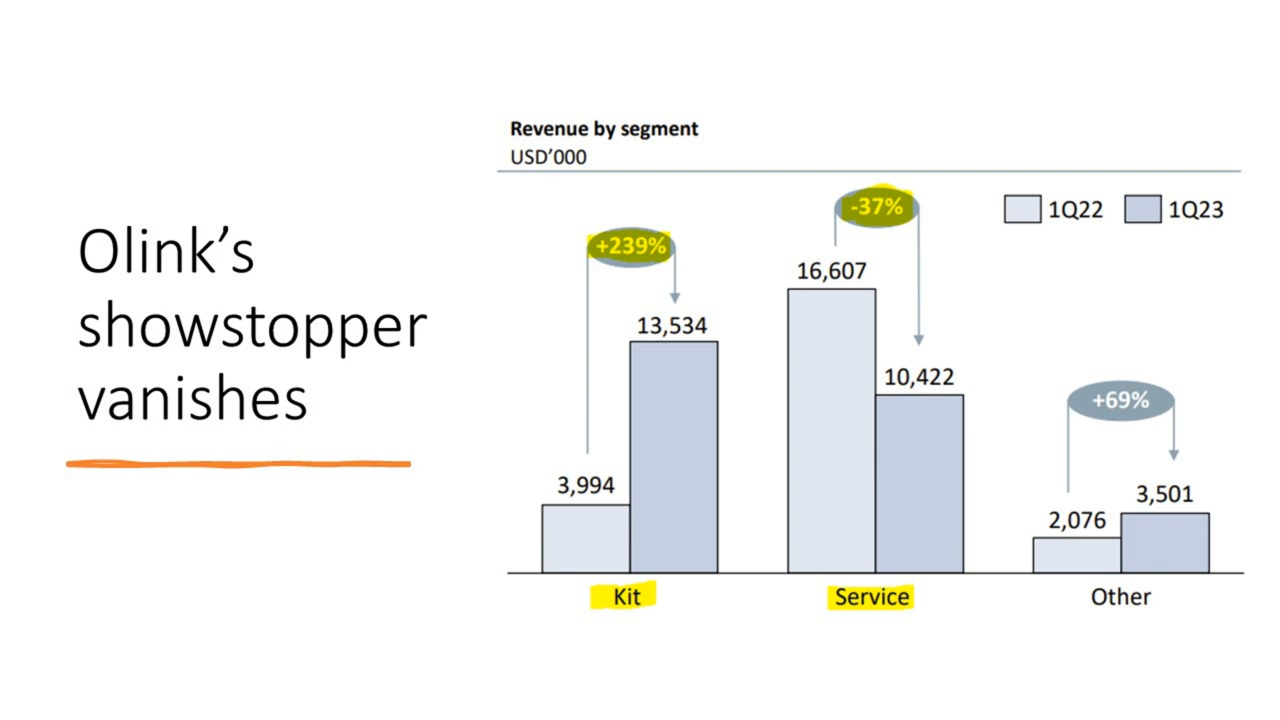 Olink’s
showstopper
vanishes
Revenue by segment
USD’000
1Q22
1Q23
+239%
-37%
+69%
3,994
13,534
16,607
10,422
2,076
3,501
Kit
Service
Other